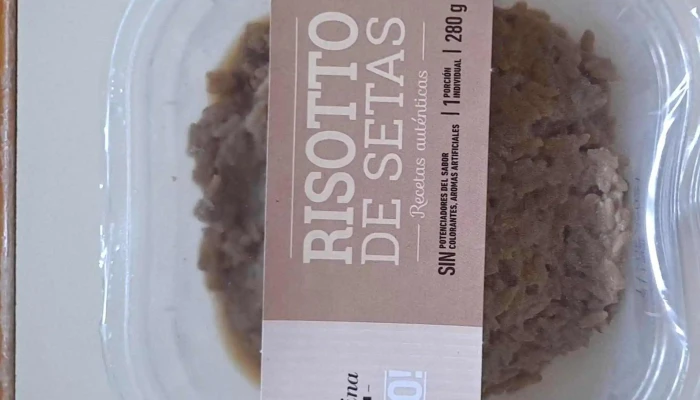 RISOTTO
DE SETAS
Recetas auténticas
SIN POTENCIADORES DEL SABOR
COLORANTES, AROMAS ARTIFICIALES
1 PORCIÓN
INDIVIDUAL
280 g